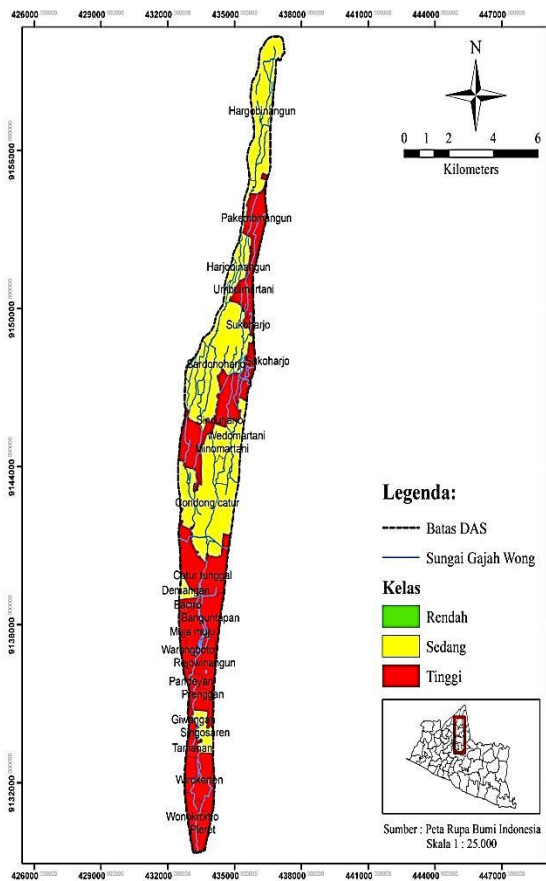 426000 429000 432000 435000 438000 441000 444000 447000
N
0 1 2 4 6
Kilometers
9156000
9150000
9144000
9138000
9132000
Hargobinangun
Pakembinangun
Harjobinangun
Umbulmartani
Sukoharjo
Sardonoharjo
Sukoharjo
Sinduharjo
Wedomartani
Minomartani
Condong catur
Catur tunggal
Demangan
Baciro
Banguntapan
Muja muju
Warungboto
Rejowinangun
Pandeyan
Prenggan
Giwangan
Singosaren
Tamanan
Wirokerten
Wonokromo
Pleret
Legenda:
Batas DAS
Sungai Gajah Wong
Kelas
Rendah
Sedang
Tinggi
Sumber : Peta Rupa Bumi Indonesia
Skala 1 : 25.000
426000 429000 432000 435000 438000 441000 444000 447000